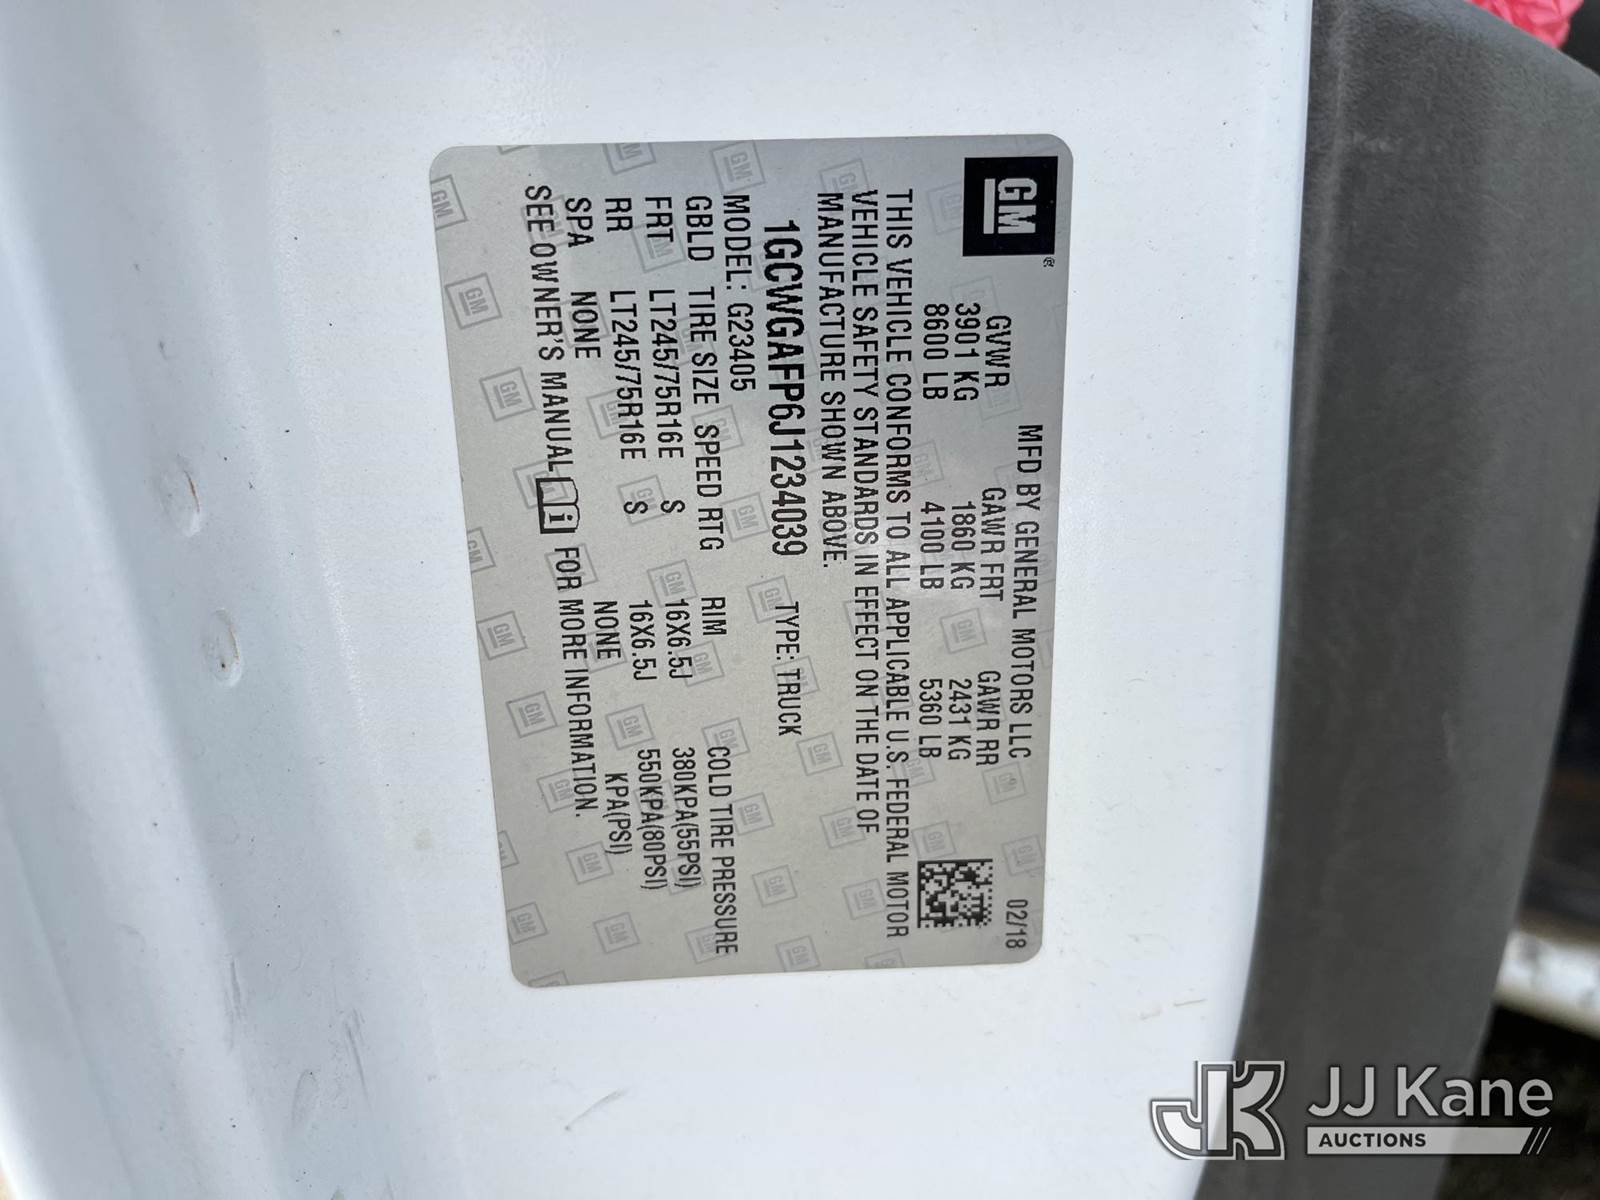 GM®
MFD BY GENERAL MOTORS LLC 02/18
GVWR GAWR FRT GAWR RR
3901 KG 1860 KG 2431 KG
8600 LB 4100 LB 5360 LB
THIS VEHICLE CONFORMS TO ALL APPLICABLE U.S. FEDERAL MOTOR
VEHICLE SAFETY STANDARDS IN EFFECT ON THE DATE OF
MANUFACTURE SHOWN ABOVE.
1GCWGAFP6J1234039 TYPE: TRUCK
MODEL: G23405
GBLD TIRE SIZE SPEED RTG RIM COLD TIRE PRESSURE
FRT LT245/75R16E S 16X6.5J 380KPA(55PSI)
RR LT245/75R16E S 16X6.5J 550KPA(80PSI)
SPA NONE NONE KPA(PSI)
SEE OWNER'S MANUAL i FOR MORE INFORMATION.
JK JJ Kane
AUCTIONS